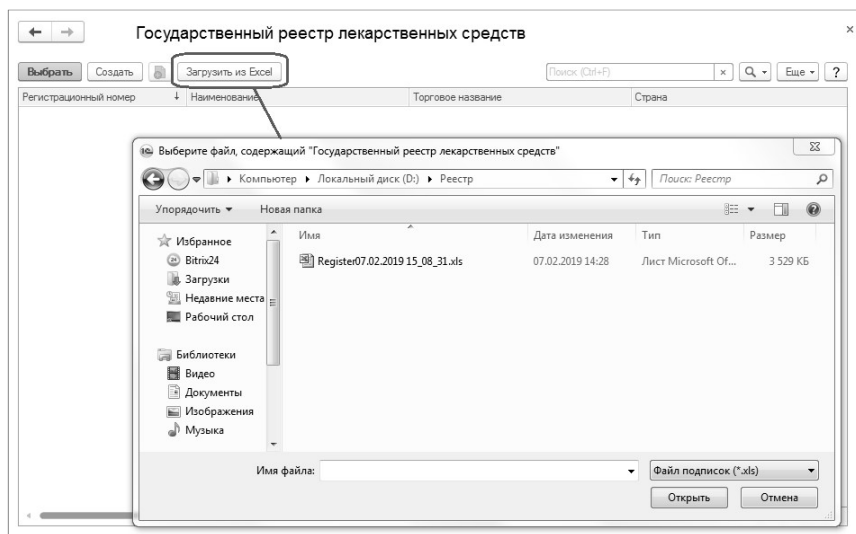 Государственный реестр лекарственных средств
Выбрать Создать Загрузить из Excel Поиск (Ctrl+F) Еще ?
Регистрационный номер Наименование Торговое название Страна
Выберите файл, содержащий "Государственный реестр лекарственных средств"
Компьютер Локальный диск (D:) Реестр Поиск: Реестр
Упорядочить Новая папка
Избранное
Bitrix24
Загрузки
Недавние места
Рабочий стол
Библиотеки
Видео
Документы
Изображения
Музыка
Имя Дата изменения Тип Размер
Register07.02.2019 15_08_31.xls 07.02.2019 14:28 Лист Microsoft Of... 3 529 КБ
Имя файла: Файл подписок (*.xls)
Открыть Отмена